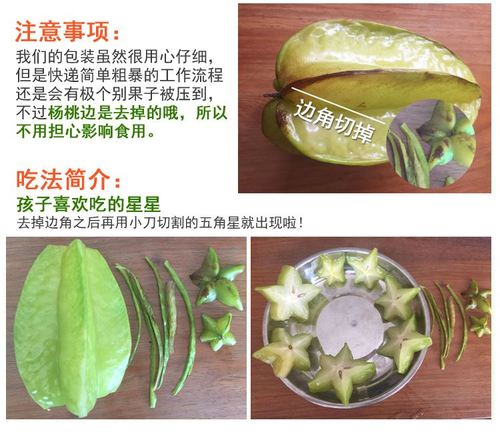 注意事项：
我们的包装虽然很用心仔细，
但是快递简单粗暴的工作流程
还是会有极个别果子被压到，
不过杨桃边是去掉的哦，所以
不用担心影响食用。
边角切掉
吃法简介：
孩子喜欢吃的星星
去掉边角之后再用小刀切割的五角星就出现啦！